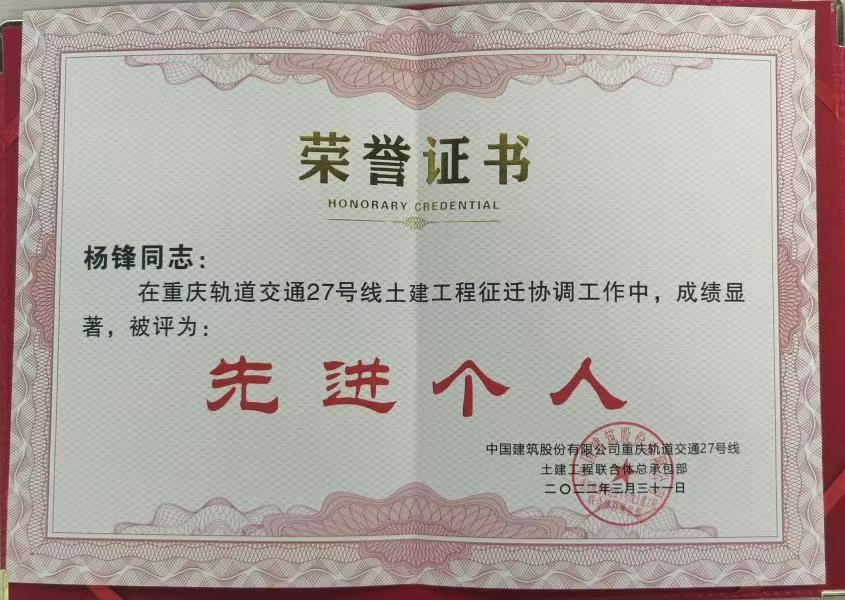 荣誉证书
HONORARY CREDENTIAL
杨锋同志：
在重庆轨道交通27号线土建工程征迁协调工作中，成绩显
著，被评为：
先进个人
中国建筑股份有限公司重庆轨道交通27号线
土建工程联合体总承包部
二〇二三年三月三十一日